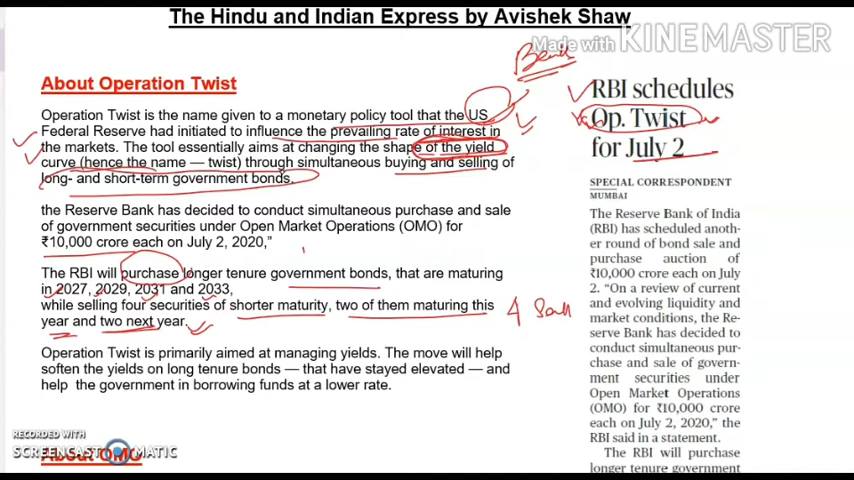 The Hindu and Indian Express by Avishek Shaw
Made with KINEMASTER
About Operation Twist
Operation Twist is the name given to a monetary policy tool that the US
Federal Reserve had initiated to influence the prevailing rate of interest in
the markets. The tool essentially aims at changing the shape of the yield
curve (hence the name — twist) through simultaneous buying and selling of
long- and short-term government bonds.
the Reserve Bank has decided to conduct simultaneous purchase and sale
of government securities under Open Market Operations (OMO) for
₹10,000 crore each on July 2, 2020,”
The RBI will purchase longer tenure government bonds, that are maturing
in 2027, 2029, 2031 and 2033,
while selling four securities of shorter maturity, two of them maturing this
year and two next year.
Operation Twist is primarily aimed at managing yields. The move will help
soften the yields on long tenure bonds — that have stayed elevated — and
help the government in borrowing funds at a lower rate.
About OMO
RECORDED WITH
SCREENCAST MATIC
RBI schedules
Op. Twist
for July 2
SPECIAL CORRESPONDENT
MUMBAI
The Reserve Bank of India
(RBI) has scheduled anoth-
er round of bond sale and
purchase auction of
₹10,000 crore each on July
2. “On a review of current
and evolving liquidity and
market conditions, the Re-
serve Bank has decided to
conduct simultaneous pur-
chase and sale of govern-
ment securities under
Open Market Operations
(OMO) for ₹10,000 crore
each on July 2, 2020,” the
RBI said in a statement.
The RBI will purchase
longer tenure government